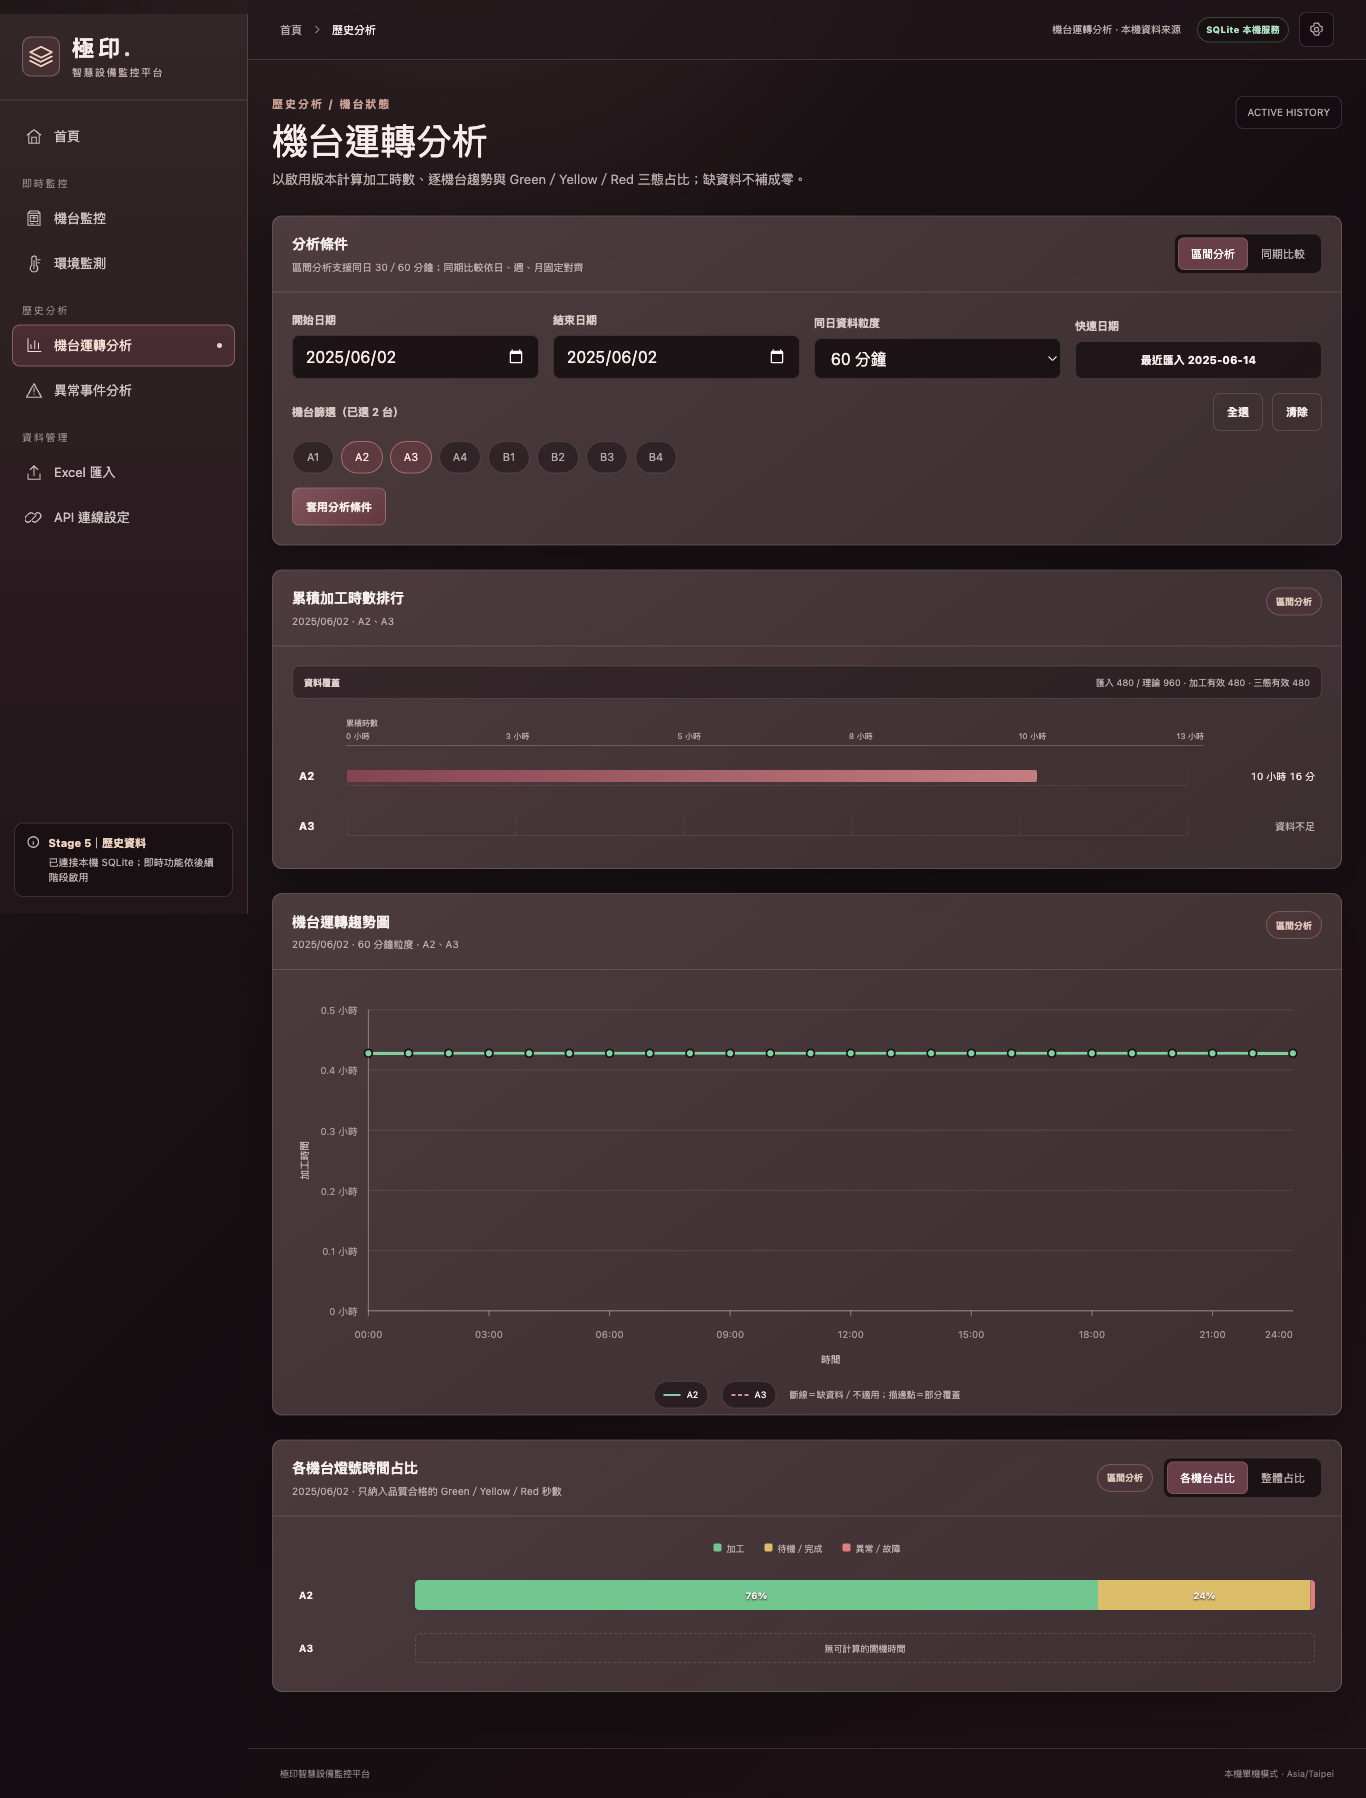 極印.
智慧設備監控平台
首頁
即時監控
機台監控
環境監測
歷史分析
機台運轉分析
異常事件分析
資料管理
Excel 匯入
API 連線設定
Stage 5｜歷史資料
已連接本機 SQLite；即時功能依後續
階段啟用
首頁 > 歷史分析
機台運轉分析 · 本機資料來源
SQLite 本機服務
歷史分析 / 機台狀態
機台運轉分析
以啟用版本計算加工時數、逐機台趨勢與 Green / Yellow / Red 三態占比；缺資料不補成零。
ACTIVE HISTORY
分析條件
區間分析支援同日 30 / 60 分鐘；同期比較依日、週、月固定對齊
區間分析 同期比較
開始日期 結束日期 同日資料粒度 快速日期
2025/06/02 2025/06/02 60 分鐘 最近匯入 2025-06-14
機台篩選（已選 2 台）
全選 清除
A1 A2 A3 A4 B1 B2 B3 B4
套用分析條件
累積加工時數排行
2025/06/02 · A2、A3
區間分析
資料覆蓋
匯入 480 / 理論 960 · 加工有效 480 · 三態有效 480
累積時數
0 小時 3 小時 5 小時 8 小時 10 小時 13 小時
A2 10 小時 16 分
A3 資料不足
機台運轉趨勢圖
2025/06/02 · 60 分鐘粒度 · A2、A3
區間分析
0.5 小時
0.4 小時
0.3 小時
0.2 小時
0.1 小時
0 小時
加工時間
00:00 03:00 06:00 09:00 12:00 15:00 18:00 21:00 24:00
時間
A2 A3 斷線＝缺資料 / 不適用；描邊點＝部分覆蓋
各機台燈號時間占比
2025/06/02 · 只納入品質合格的 Green / Yellow / Red 秒數
區間分析
各機台占比 整體占比
加工 待機 / 完成 異常 / 故障
A2 76% 24%
A3 無可計算的開機時間
極印智慧設備監控平台
本機單機模式 · Asia/Taipei